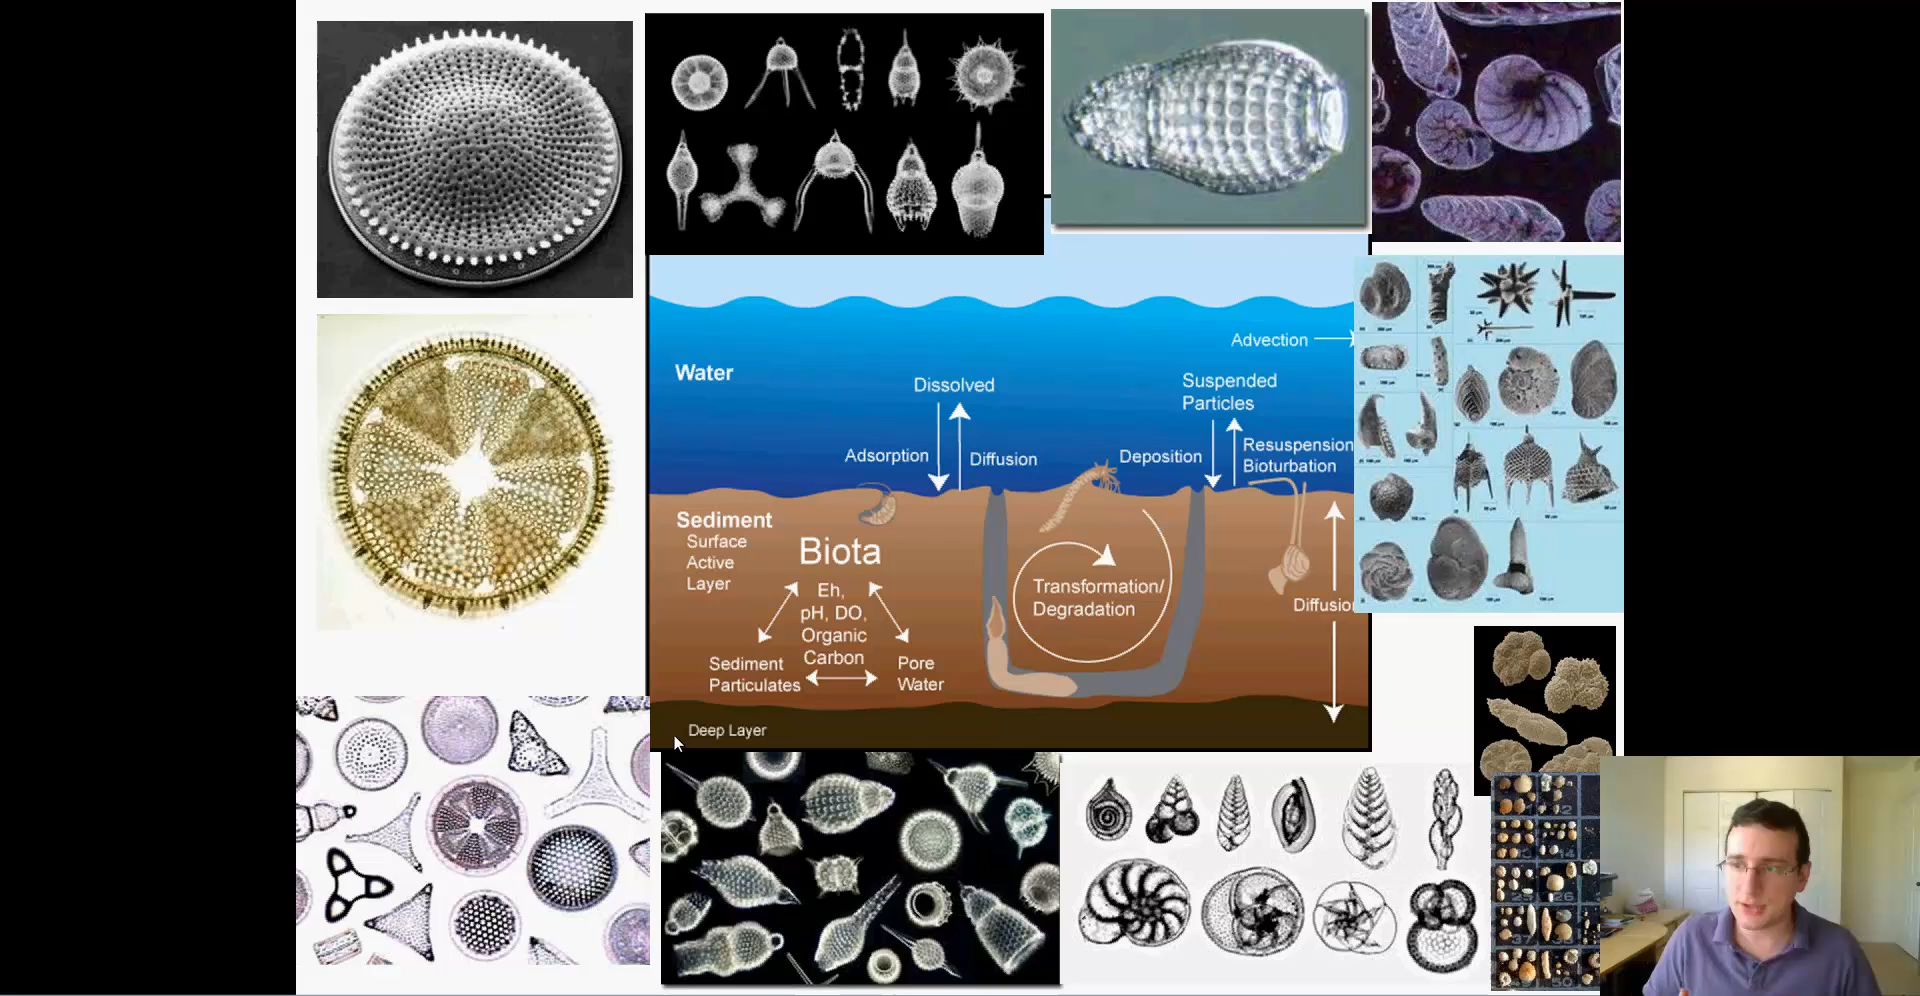 Advection
Water
Dissolved
Suspended
Particles
Adsorption
Diffusion
Deposition
Resuspension
Bioturbation
Sediment
Surface
Active
Layer
Biota
Eh,
pH, DO,
Organic
Carbon
Sediment
Particulates
Pore
Water
Transformation/
Degradation
Diffusion
Deep Layer